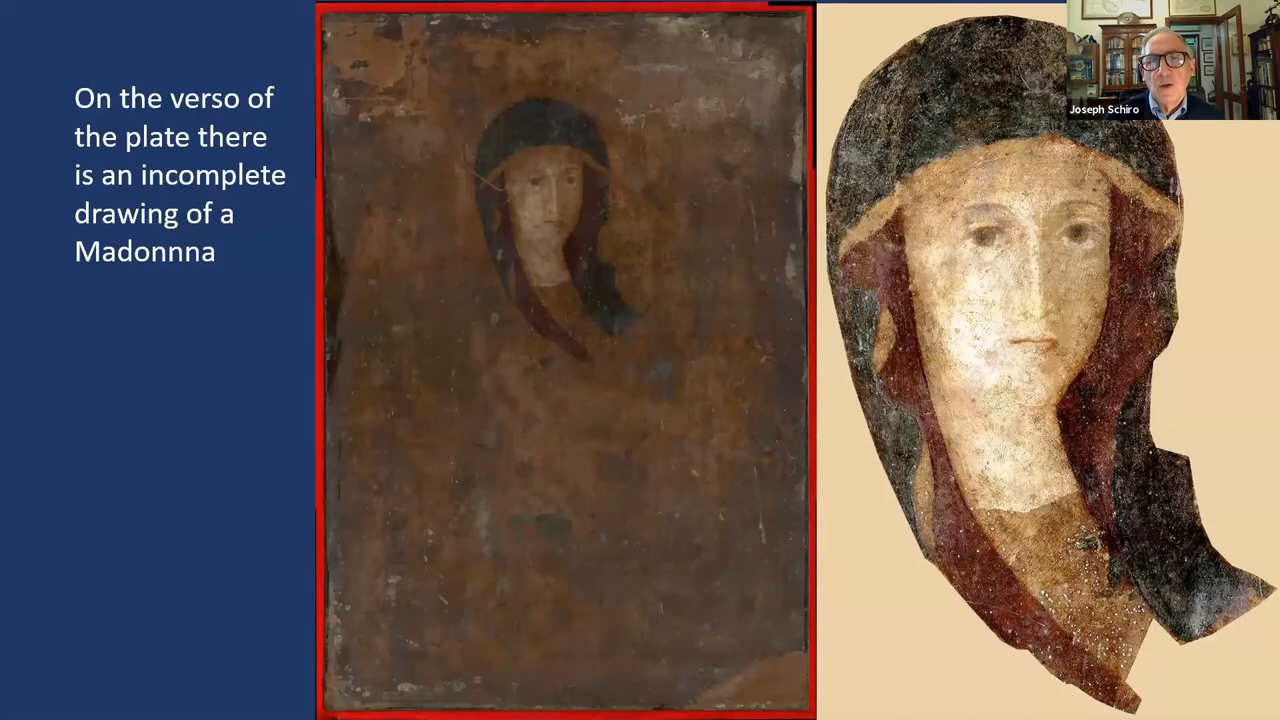 On the verso of
the plate there
is an incomplete
drawing of a
Madonnna
Joseph Schiro